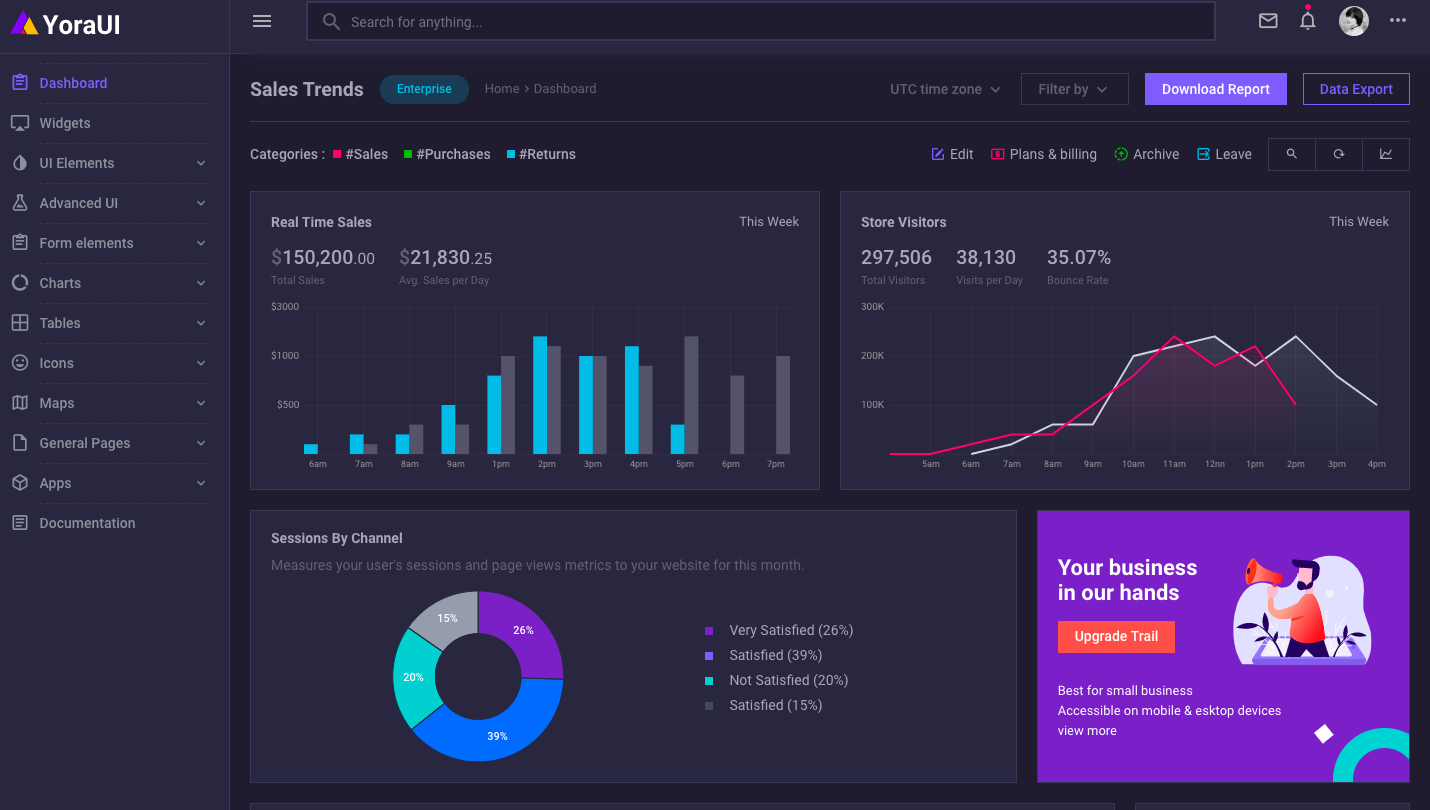 YoraUI
Search for anything...
Dashboard
Widgets
UI Elements
Advanced UI
Form elements
Charts
Tables
Icons
Maps
General Pages
Apps
Documentation
Sales Trends
Enterprise
Home > Dashboard
UTC time zone
Filter by
Download Report
Data Export
Categories : #Sales #Purchases #Returns
Edit
Plans & billing
Archive
Leave
Real Time Sales
This Week
$150,200.00 $21,830.25
Total Sales Avg. Sales per Day
$3000
$1000
$500
6am 7am 8am 9am 1pm 2pm 3pm 4pm 5pm 6pm 7pm
Store Visitors
This Week
297,506 38,130 35.07%
Total Visitors Visits per Day Bounce Rate
300K
200K
100K
5am 6am 7am 8am 9am 10am 11am 12nn 1pm 2pm 3pm 4pm
Sessions By Channel
Measures your user's sessions and page views metrics to your website for this month.
15%
26%
20%
39%
Very Satisfied (26%)
Satisfied (39%)
Not Satisfied (20%)
Satisfied (15%)
Your business
in our hands
Upgrade Trail
Best for small business
Accessible on mobile & esktop devices
view more